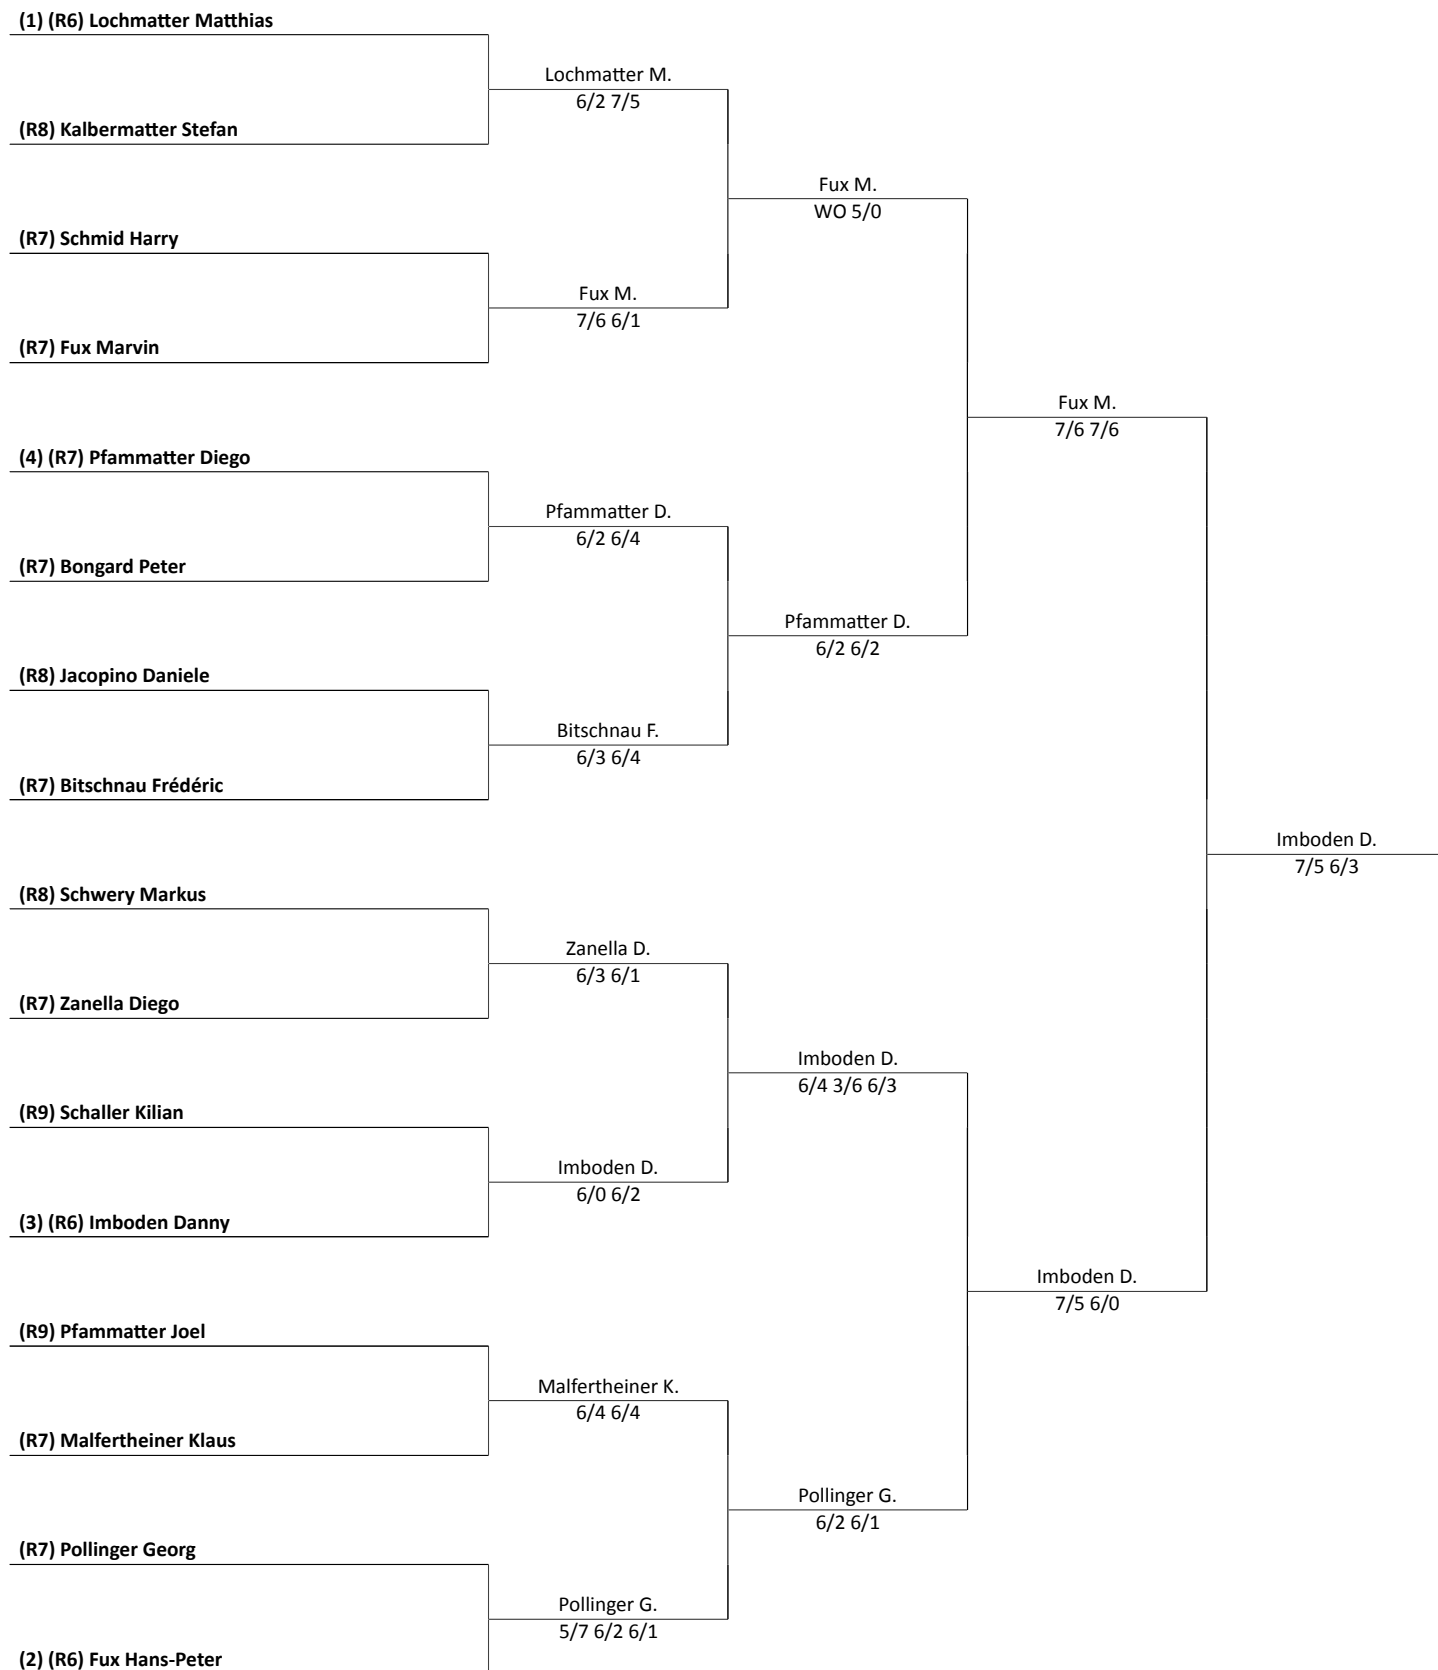 (1) (R6) Lochmatter Matthias
Lochmatter M.
6/2 7/5
(R8) Kalbermatter Stefan
Fux M.
WO 5/0
(R7) Schmid Harry
Fux M.
7/6 6/1
(R7) Fux Marvin
Fux M.
7/6 7/6
(4) (R7) Pfammatter Diego
Pfammatter D.
6/2 6/4
(R7) Bongard Peter
Pfammatter D.
6/2 6/2
(R8) Jacopino Daniele
Bitschnau F.
6/3 6/4
(R7) Bitschnau Frédéric
Imboden D.
7/5 6/3
(R8) Schwery Markus
Zanella D.
6/3 6/1
(R7) Zanella Diego
Imboden D.
6/4 3/6 6/3
(R9) Schaller Kilian
Imboden D.
6/0 6/2
(3) (R6) Imboden Danny
Imboden D.
7/5 6/0
(R9) Pfammatter Joel
Malfertheiner K.
6/4 6/4
(R7) Malfertheiner Klaus
Pollinger G.
6/2 6/1
(R7) Pollinger Georg
Pollinger G.
5/7 6/2 6/1
(2) (R6) Fux Hans-Peter